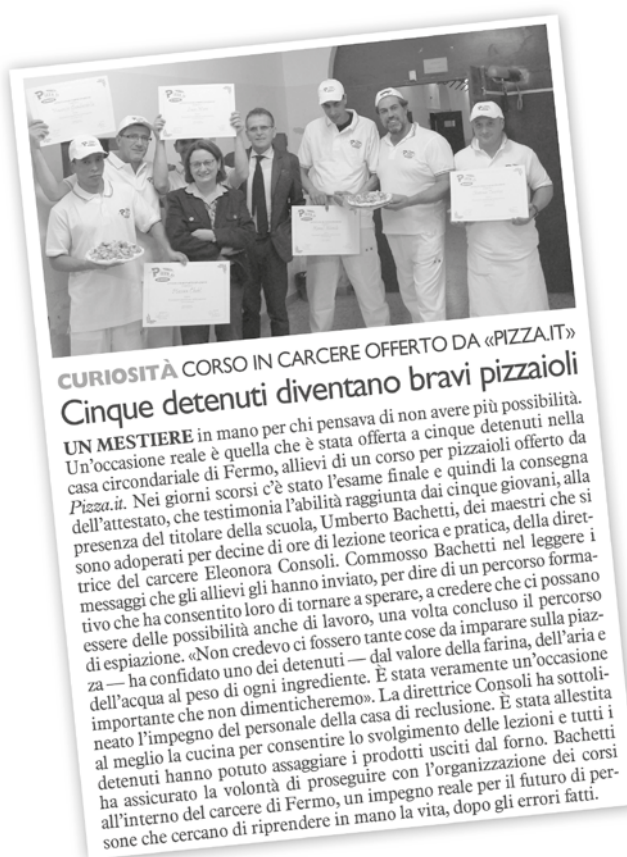 CURIOSITÀ CORSO IN CARCERE OFFERTO DA «PIZZA.IT»
Cinque detenuti diventano bravi pizzaioli
UN MESTIERE in mano per chi pensava di non avere più possibilità.
Un'occasione reale è quella che è stata offerta a cinque detenuti nella
casa circondariale di Fermo, allievi di un corso per pizzaioli offerto da
Pizza.it. Nei giorni scorsi c'è stato l'esame finale e quindi la consegna
dell'attestato, che testimonia l'abilità raggiunta dai cinque giovani, alla
presenza del titolare della scuola, Umberto Bachetti, dei maestri che si
sono adoperati per decine di ore di lezione teorica e pratica, della diret-
trice del carcere Eleonora Consoli. Commosso Bachetti nel leggere i
messaggi che gli allievi gli hanno inviato, per dire di un percorso forma-
tivo che ha consentito loro di tornare a sperare, a credere che ci possano
essere delle possibilità anche di lavoro, una volta concluso il percorso
di espiazione. «Non credevo ci fossero tante cose da imparare sulla piaz-
za — ha confidato uno dei detenuti — dal valore della farina, dell'aria e
dell'acqua al peso di ogni ingrediente. È stata veramente un'occasione
importante che non dimenticheremo». La direttrice Consoli ha sottoli-
neato l'impegno del personale della casa di reclusione. È stata allestita
al meglio la cucina per consentire lo svolgimento delle lezioni e tutti i
detenuti hanno potuto assaggiare i prodotti usciti dal forno. Bachetti
ha assicurato la volontà di proseguire con l'organizzazione dei corsi
all'interno del carcere di Fermo, un impegno reale per il futuro di per-
sone che cercano di riprendere in mano la vita, dopo gli errori fatti.